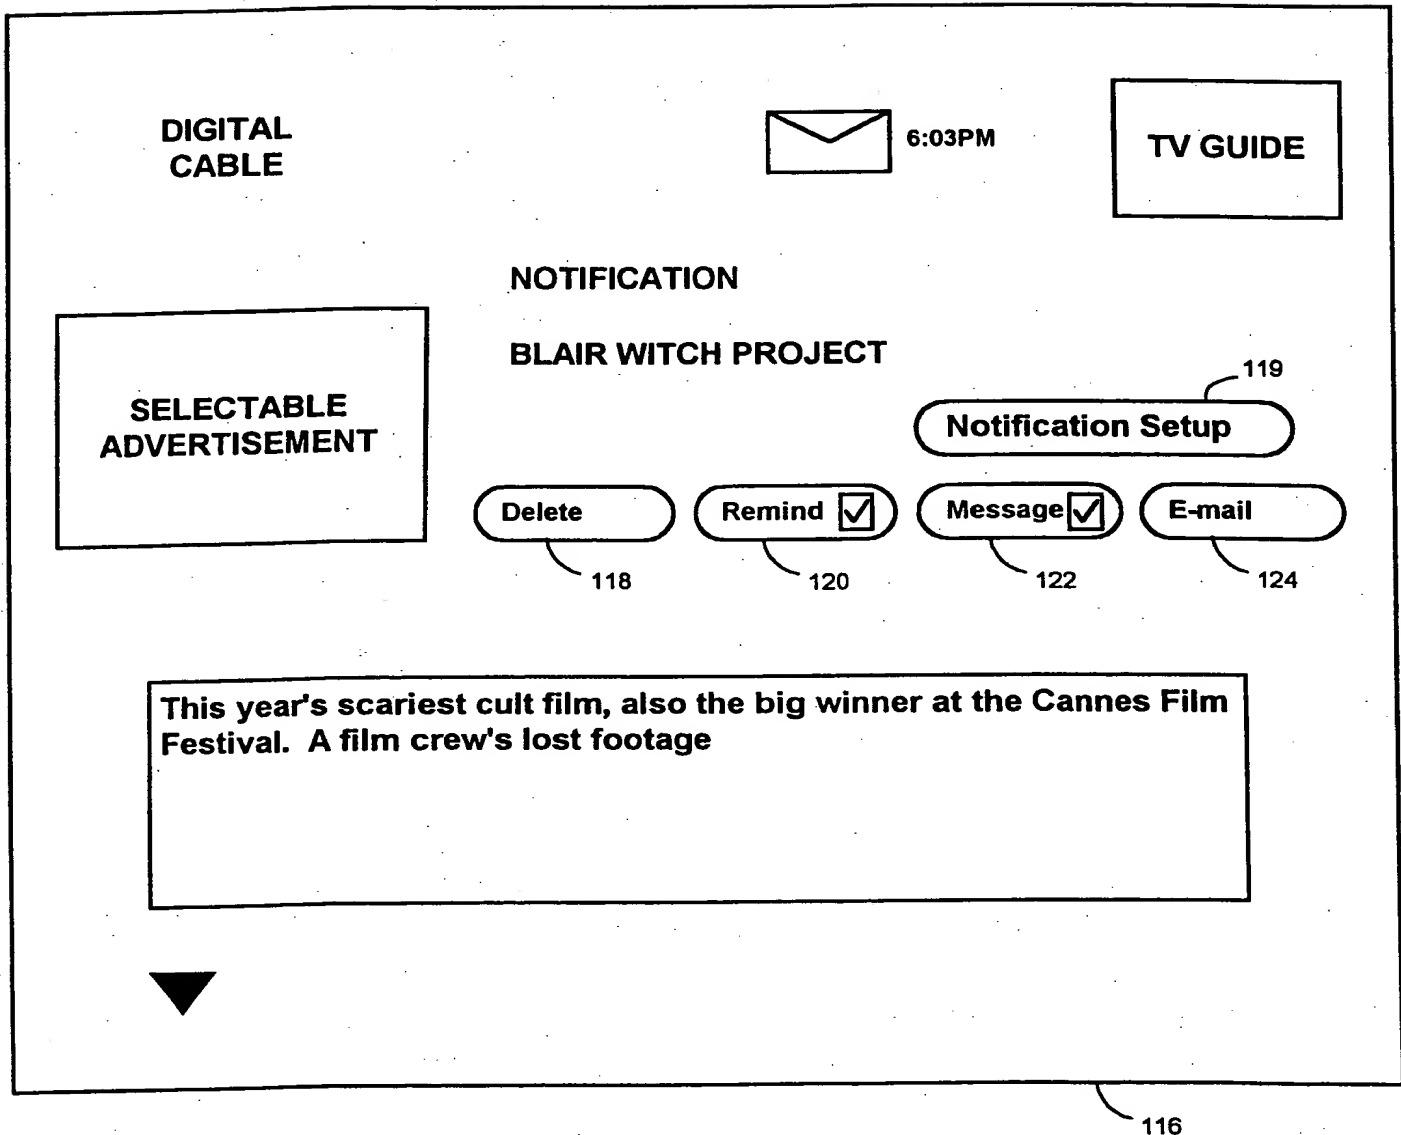 DIGITAL
CABLE
6:03PM
TV GUIDE
NOTIFICATION
BLAIR WITCH PROJECT
119
SELECTABLE
ADVERTISEMENT
Notification Setup
Delete
Remind
Message
E-mail
118
120
122
124
This year's scariest cult film, also the big winner at the Cannes Film
Festival. A film crew's lost footage
116